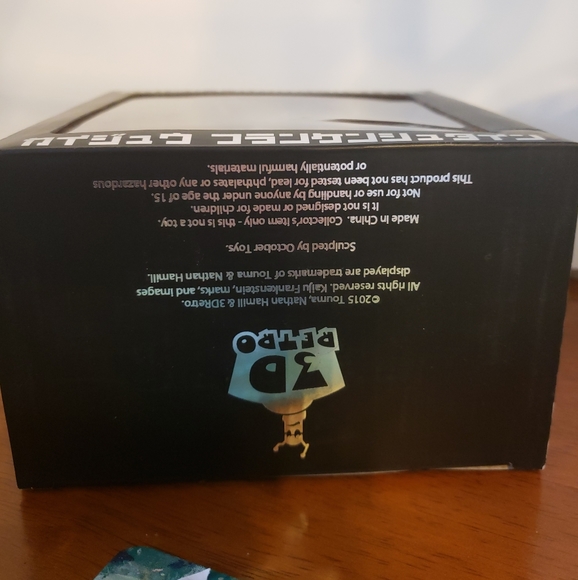 3D
RETRO
©2015 Touma, Nathan Hamill & 3DRetro.
All rights reserved. Kaiju Frankenstein, marks, and Images
displayed are trademarks of Touma & Nathan Hamill.
Sculpted by October Toys.
Made in China. Collector's item only - this is not a toy.
It is not designed or made for children.
Not for use or handling by anyone under the age of 15.
This product has not been tested for lead, phthalates or any other hazardous
or potentially harmful materials.